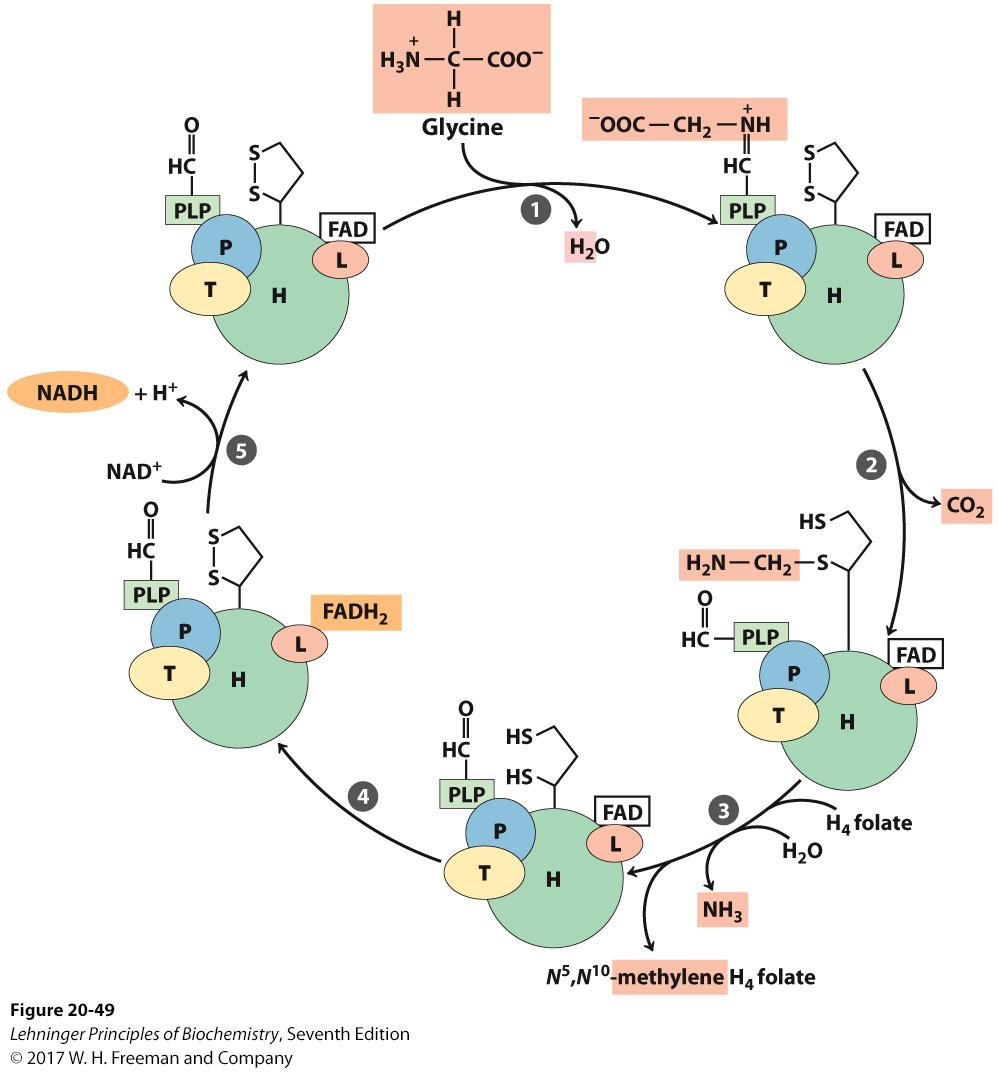 H
H₃N⁺—C—COO⁻
H
Glycine
⁻OOC—CH₂—NH
+
O
HC
S
S
PLP
FAD
P
L
T
H
1
H₂O
HC
S
S
PLP
FAD
P
L
T
H
NADH + H⁺
5
NAD⁺
2
CO₂
O
HC
S
S
PLP
FADH₂
P
L
T
H
HS
H₂N—CH₂—S
O
HC—PLP
FAD
P
L
T
H
4
O
HC
HS
HS
PLP
FAD
P
L
T
H
3
H₄ folate
H₂O
NH₃
N⁵,N¹⁰-methylene H₄ folate
Figure 20-49
Lehninger Principles of Biochemistry, Seventh Edition
© 2017 W. H. Freeman and Company